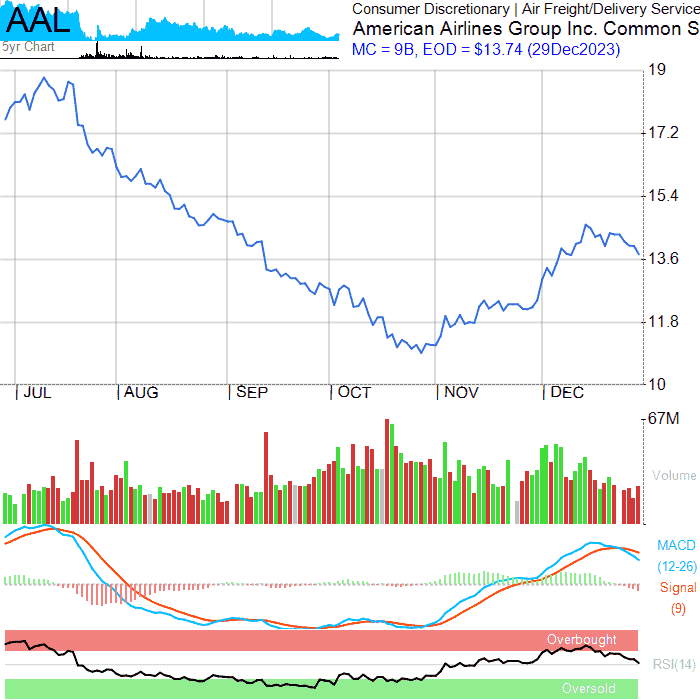 AAL
5yr Chart
Consumer Discretionary | Air Freight/Delivery Service
American Airlines Group Inc. Common S
MC = 9B, EOD = $13.74 (29Dec2023)
19
17.2
15.4
13.6
11.8
10
JUL AUG SEP OCT NOV DEC
67M
Volume
MACD
(12-26)
Signal
(9)
Overbought
RSI(14)
Oversold